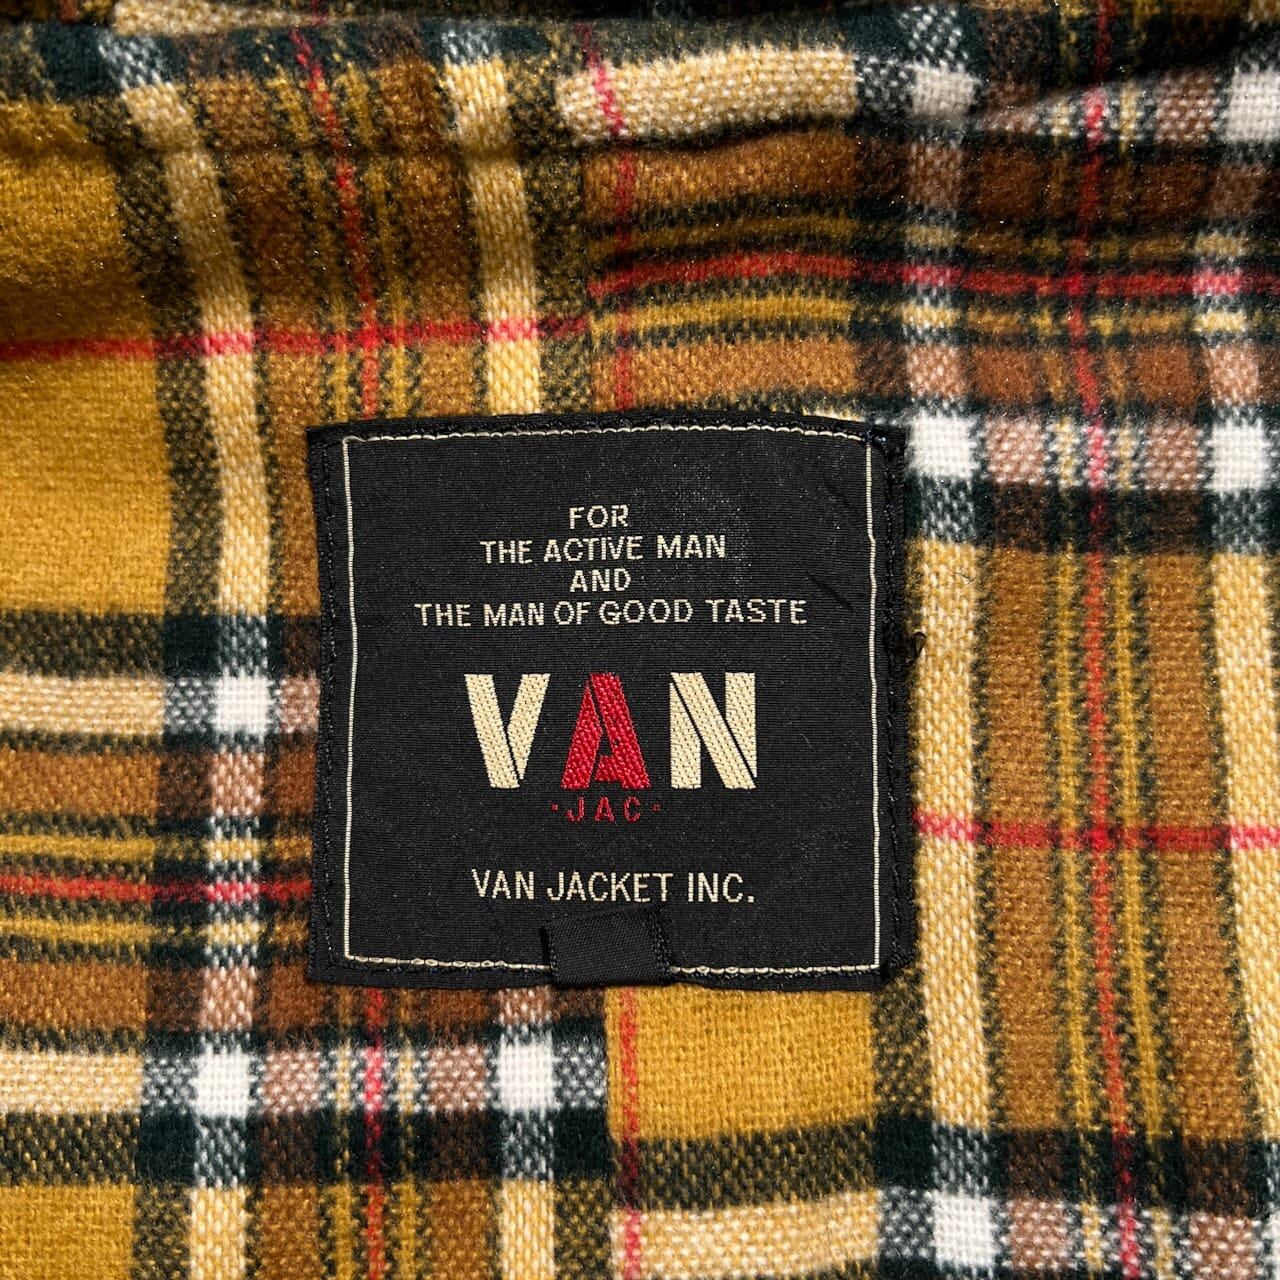 FOR
THE ACTIVE MAN
AND
THE MAN OF GOOD TASTE
VAN
·JAC·
VAN JACKET INC.